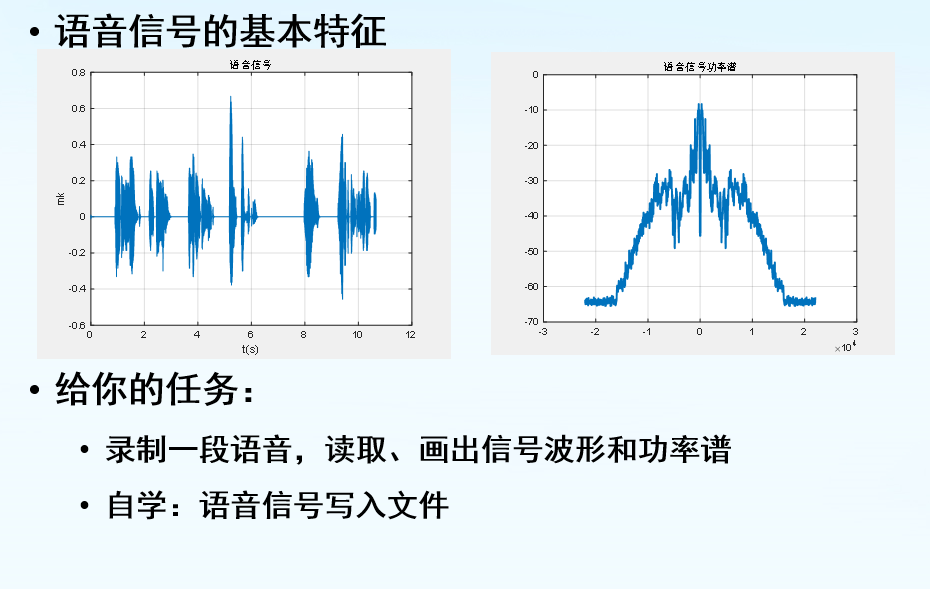 • 语音信号的基本特征
语音信号
0.8
0.6
0.4
0.2
0
-0.2
-0.4
-0.6
mk
0 2 4 6 8 10 12
t(s)
语音信号功率谱
0
-10
-20
-30
-40
-50
-60
-70
-3 -2 -1 0 1 2 3
×10⁴
• 给你的任务：
• 录制一段语音，读取、画出信号波形和功率谱
• 自学：语音信号写入文件